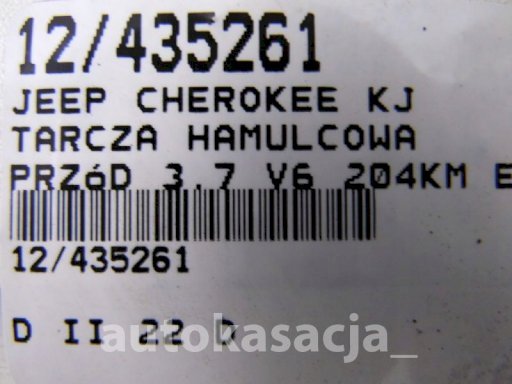 12/435261
JEEP CHEROKEE KJ
TARCZA HAMULCOWA
PRZóD 3.7 V6 204KM E
12/435261
D II 22 D
autokasacja_